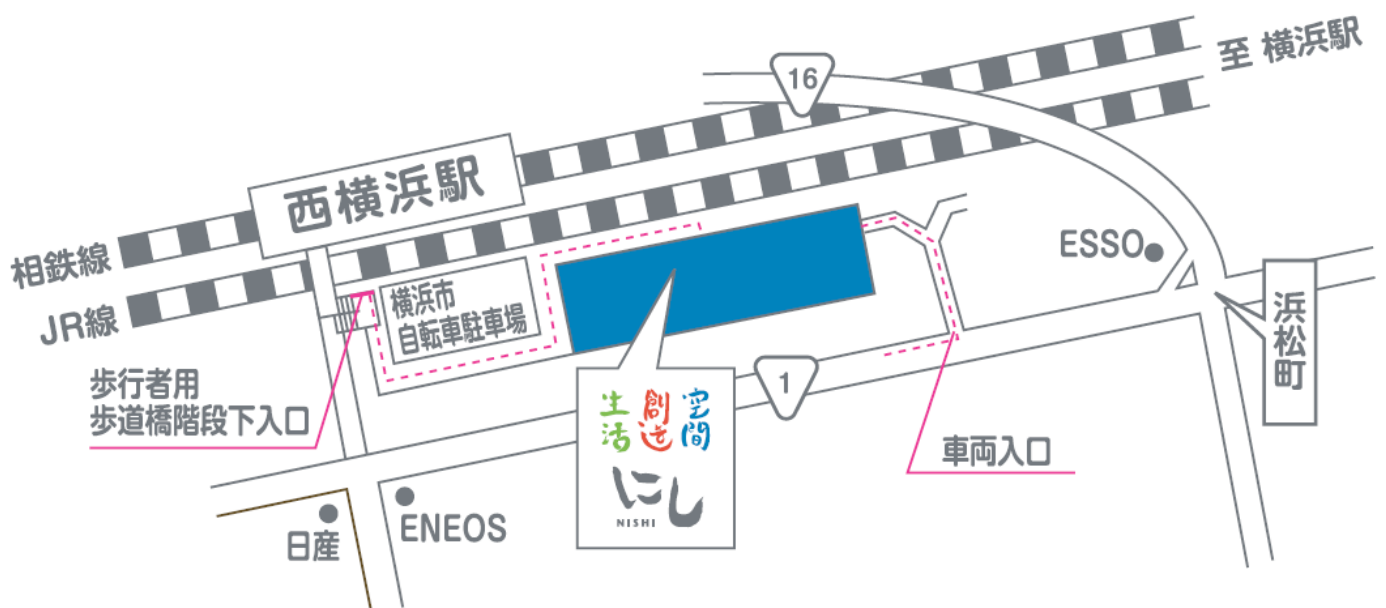 16
至 横浜駅
西横浜駅
相鉄線
JR線
横浜市
自転車駐車場
ESSO
浜松町
歩行者用
歩道橋階段下入口
1
生活
創造
空間
にし
NISHI
車両入口
日産
ENEOS